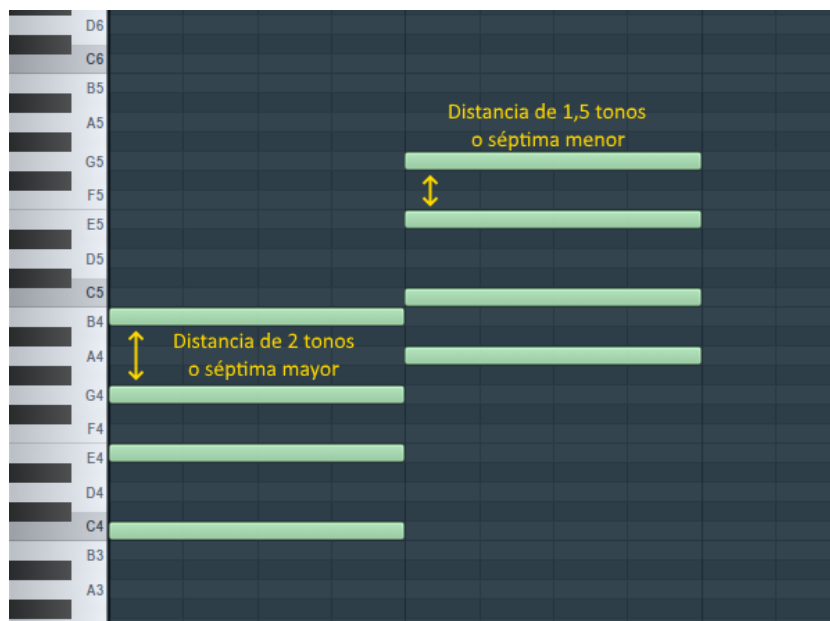 D6
C6
B5
A5
G5
F5
E5
D5
C5
B4
A4
G4
F4
E4
D4
C4
B3
A3
Distancia de 1,5 tonos
o séptima menor
Distancia de 2 tonos
o séptima mayor